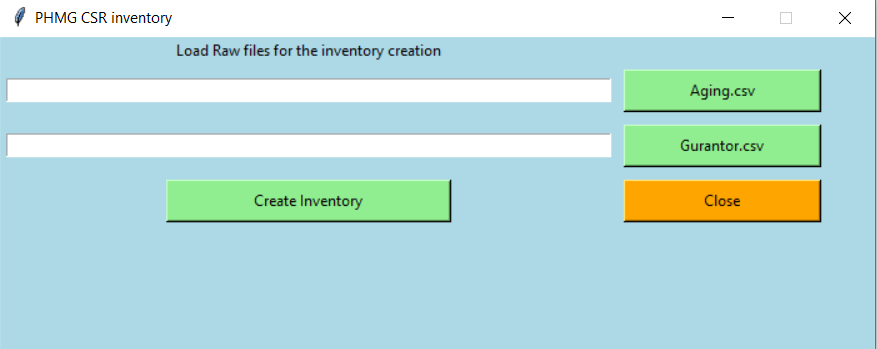 PHMG CSR inventory
Load Raw files for the inventory creation
Aging.csv
Gurantor.csv
Create Inventory
Close